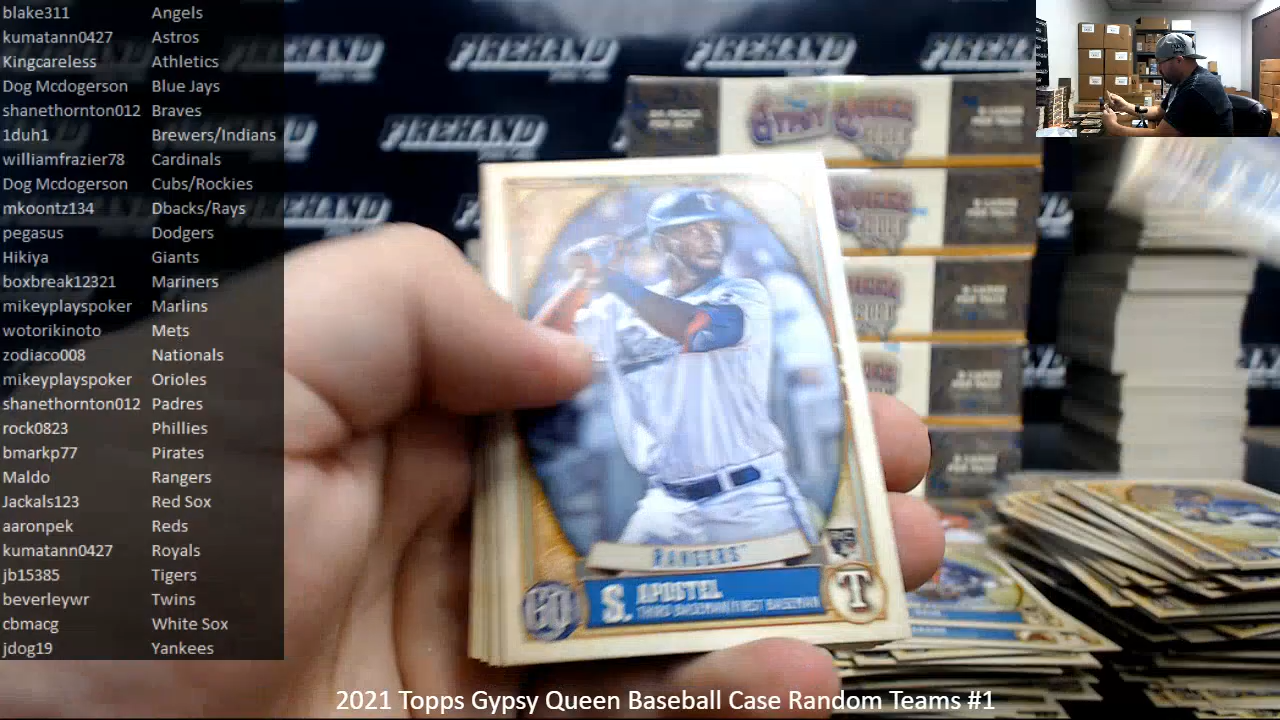 blake311 Angels
kumatann0427 Astros
Kingcareless Athletics
Dog Mcdogerson Blue Jays
shanethornton012 Braves
1duh1 Brewers/Indians
williamfrazier78 Cardinals
Dog Mcdogerson Cubs/Rockies
mkoontz134 Dbacks/Rays
pegasus Dodgers
Hikiya Giants
boxbreak12321 Mariners
mikeyplayspoker Marlins
wotorikinoto Mets
zodiaco008 Nationals
mikeyplayspoker Orioles
shanethornton012 Padres
rock0823 Phillies
bmarkp77 Pirates
Maldo Rangers
Jackals123 Red Sox
aaronpek Reds
kumatann0427 Royals
jb15385 Tigers
beverleywr Twins
cbmacg White Sox
jdog19 Yankees
FIREHAND
FIREHAND
FIREHAND
FIREHAND
GYPSY QUEEN
RANGERS
GQ S. APOSTEL T
THIRD BASEMAN/FIRST BASEMAN
2021 Topps Gypsy Queen Baseball Case Random Teams #1